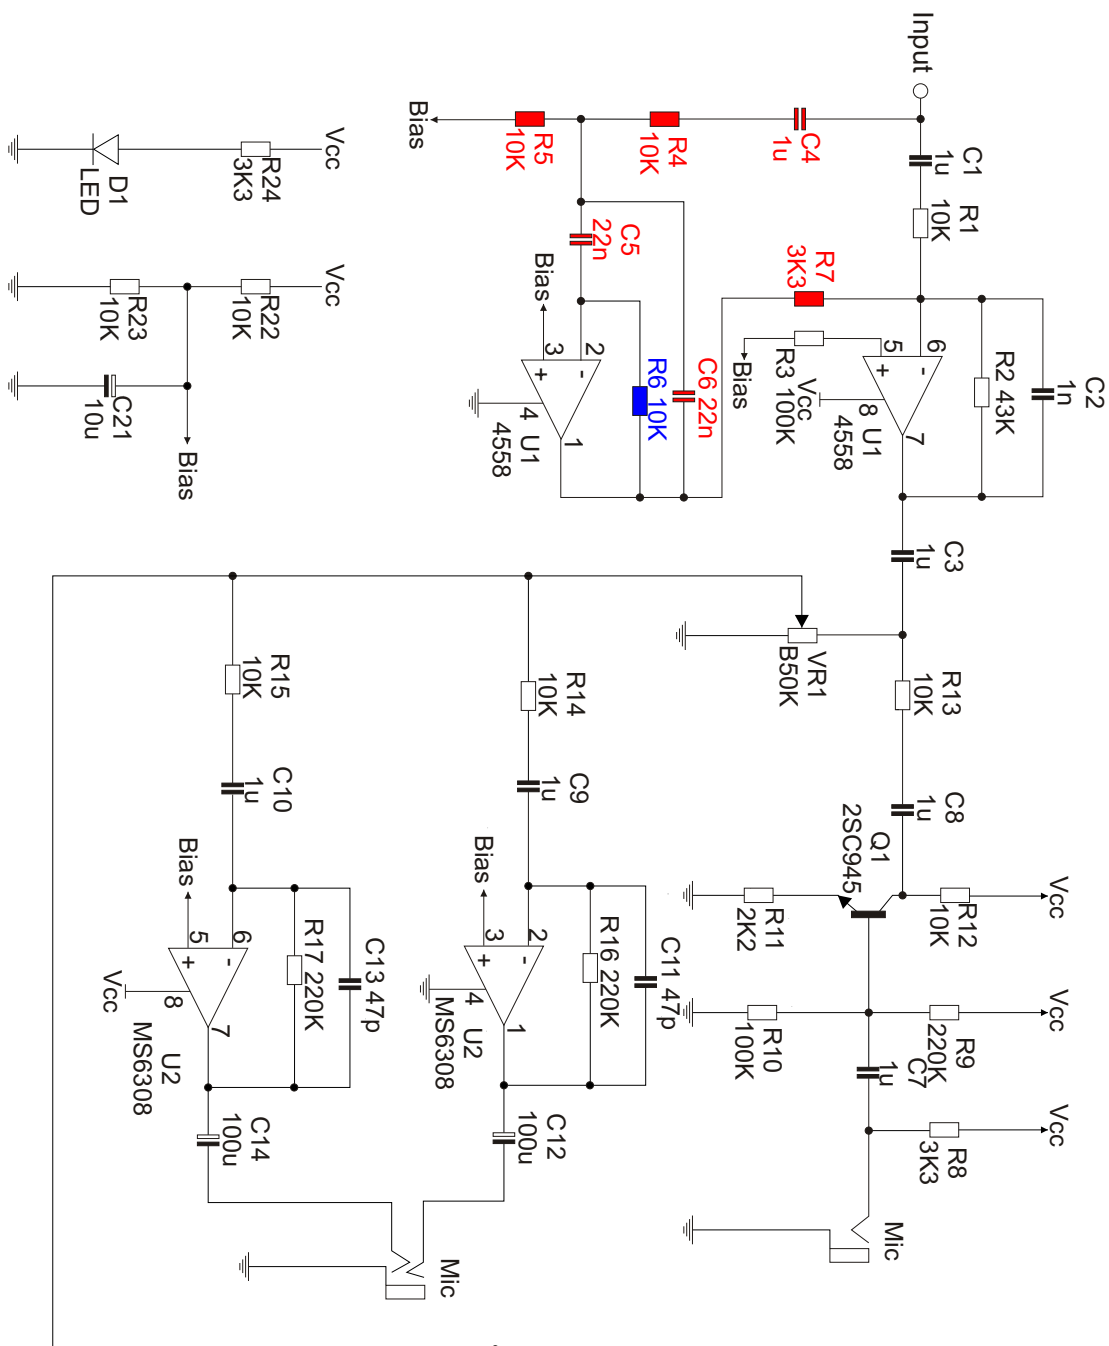 Input
C1
1u
R1
10K
C4
1u
R4
10K
R5
10K
Bias
C5
22n
R7
3K3
C2
1n
R2 43K
6
5
-
+
8
7
U1
4558
Vcc
R3 100K
Bias
Bias
2
3
-
+
4
1
U1
4558
R6 10K
C6 22n
Vcc
R24
3K3
D1
LED
Vcc
R22
10K
R23
10K
C21
10u
Bias
C3
1u
VR1
B50K
R13
10K
C8
1u
Q1
2SC945
Vcc
R12
10K
R11
2K2
Vcc
R9
220K
R10
100K
C7
1u
Vcc
R8
3K3
Mic
R14
10K
C9
1u
Bias
2
3
-
+
4
1
U2
MS6308
R16 220K
C11 47p
C12
100u
R15
10K
C10
1u
Bias
6
5
-
+
8
7
Vcc
U2
MS6308
R17 220K
C13 47p
C14
100u
Mic